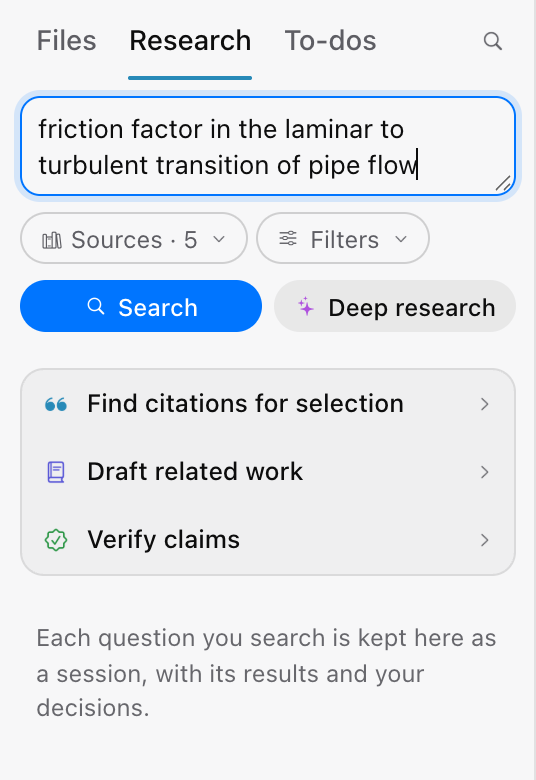 Files Research To-dos
friction factor in the laminar to
turbulent transition of pipe flow
Sources · 5 Filters
Search Deep research
Find citations for selection
Draft related work
Verify claims
Each question you search is kept here as
a session, with its results and your
decisions.